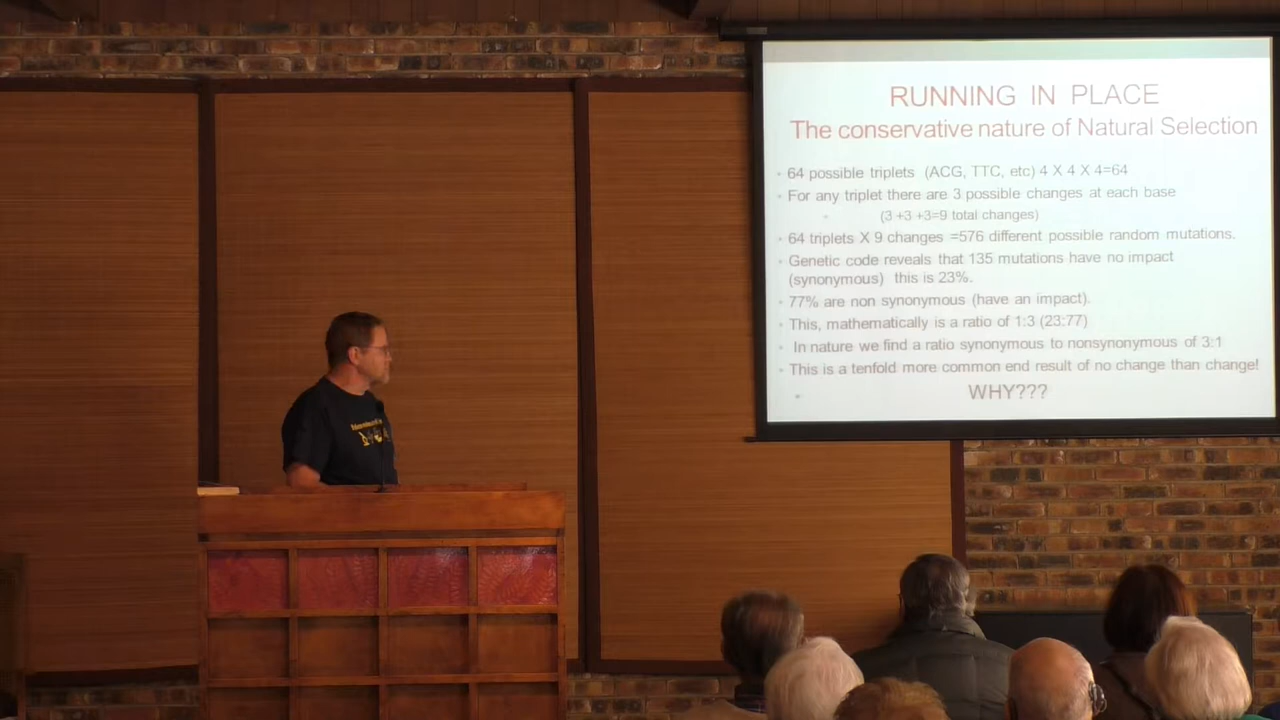 RUNNING IN PLACE
The conservative nature of Natural Selection
64 possible triplets (ACG, TTC, etc) 4 X 4 X 4=64
For any triplet there are 3 possible changes at each base
(3 +3 +3=9 total changes)
64 triplets X 9 changes =576 different possible random mutations.
Genetic code reveals that 135 mutations have no impact
(synonymous) this is 23%.
77% are non synonymous (have an impact).
This, mathematically is a ratio of 1:3 (23:77)
In nature we find a ratio synonymous to nonsynonymous of 3:1
This is a tenfold more common end result of no change than change!
WHY???